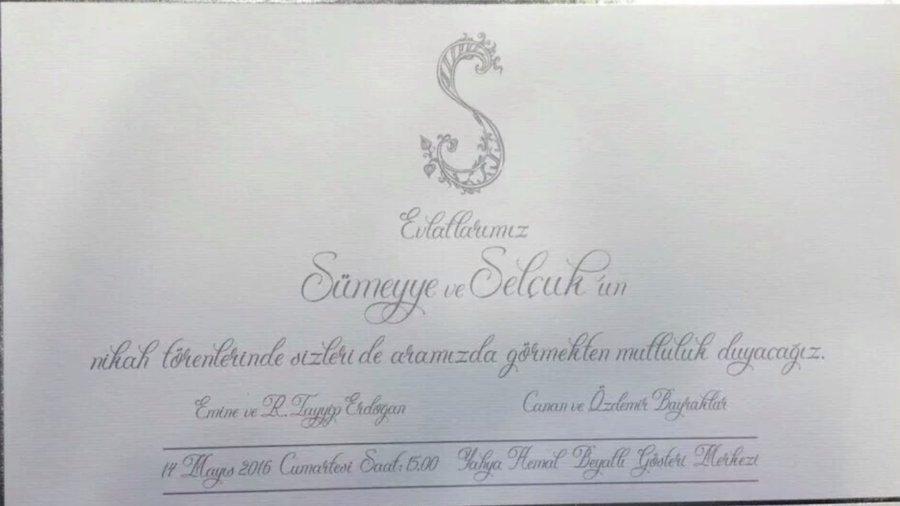 S
Evlatlarımız
Sümeyye ve Selçuk'un
nikah törenlerinde sizleri de aramızda görmekten mutluluk duyacağız.
Emine ve R. Tayyip Erdoğan Canan ve Özdemir Bayraktar
14 Mayıs 2016 Cumartesi Saat: 15.00 Yahya Kemal Beyatlı Gösteri Merkezi